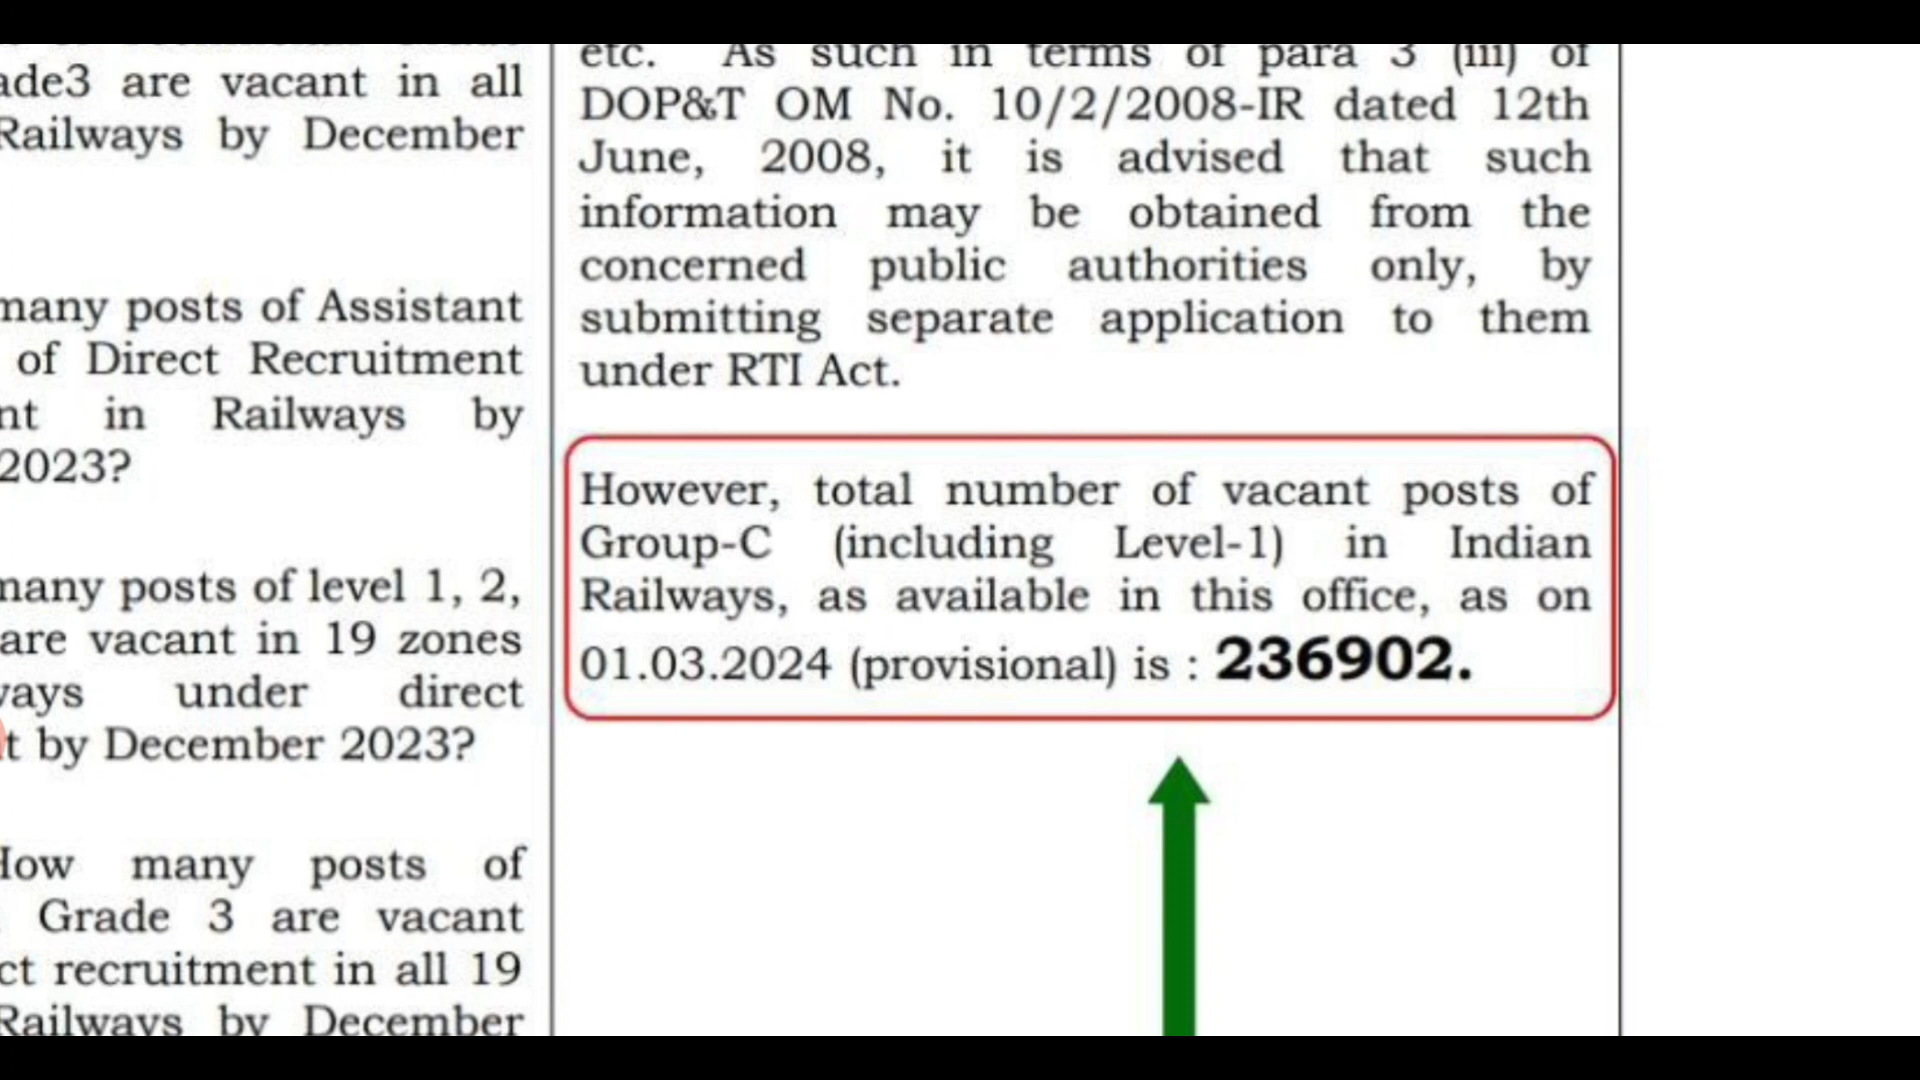 ade3 are vacant in all
Railways by December
many posts of Assistant
of Direct Recruitment
nt in Railways by
2023?
many posts of level 1, 2,
are vacant in 19 zones
ways under direct
t by December 2023?
How many posts of
Grade 3 are vacant
ct recruitment in all 19
Railways by December
etc. As such in terms of para 3 (iii) of
DOP&T OM No. 10/2/2008-IR dated 12th
June, 2008, it is advised that such
information may be obtained from the
concerned public authorities only, by
submitting separate application to them
under RTI Act.
However, total number of vacant posts of
Group-C (including Level-1) in Indian
Railways, as available in this office, as on
01.03.2024 (provisional) is : 236902.